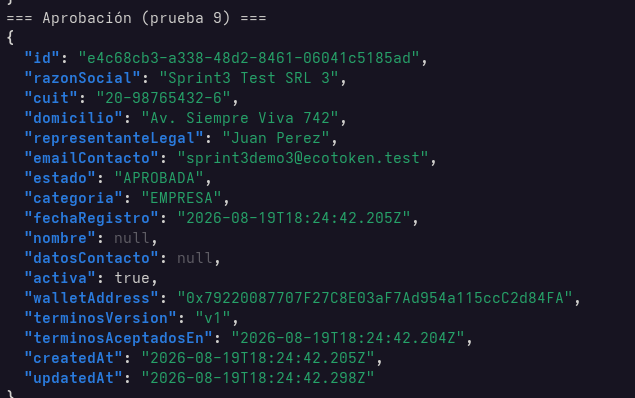 }
=== Aprobación (prueba 9) ===
{
  "id": "e4c68cb3-a338-48d2-8461-06041c5185ad",
  "razonSocial": "Sprint3 Test SRL 3",
  "cuit": "20-98765432-6",
  "domicilio": "Av. Siempre Viva 742",
  "representanteLegal": "Juan Perez",
  "emailContacto": "sprint3demo3@ecotoken.test",
  "estado": "APROBADA",
  "categoria": "EMPRESA",
  "fechaRegistro": "2026-08-19T18:24:42.205Z",
  "nombre": null,
  "datosContacto": null,
  "activa": true,
  "walletAddress": "0x79220087707F27C8E03aF7Ad954a115ccC2d84FA",
  "terminosVersion": "v1",
  "terminosAceptadosEn": "2026-08-19T18:24:42.204Z",
  "createdAt": "2026-08-19T18:24:42.205Z",
  "updatedAt": "2026-08-19T18:24:42.298Z"
}